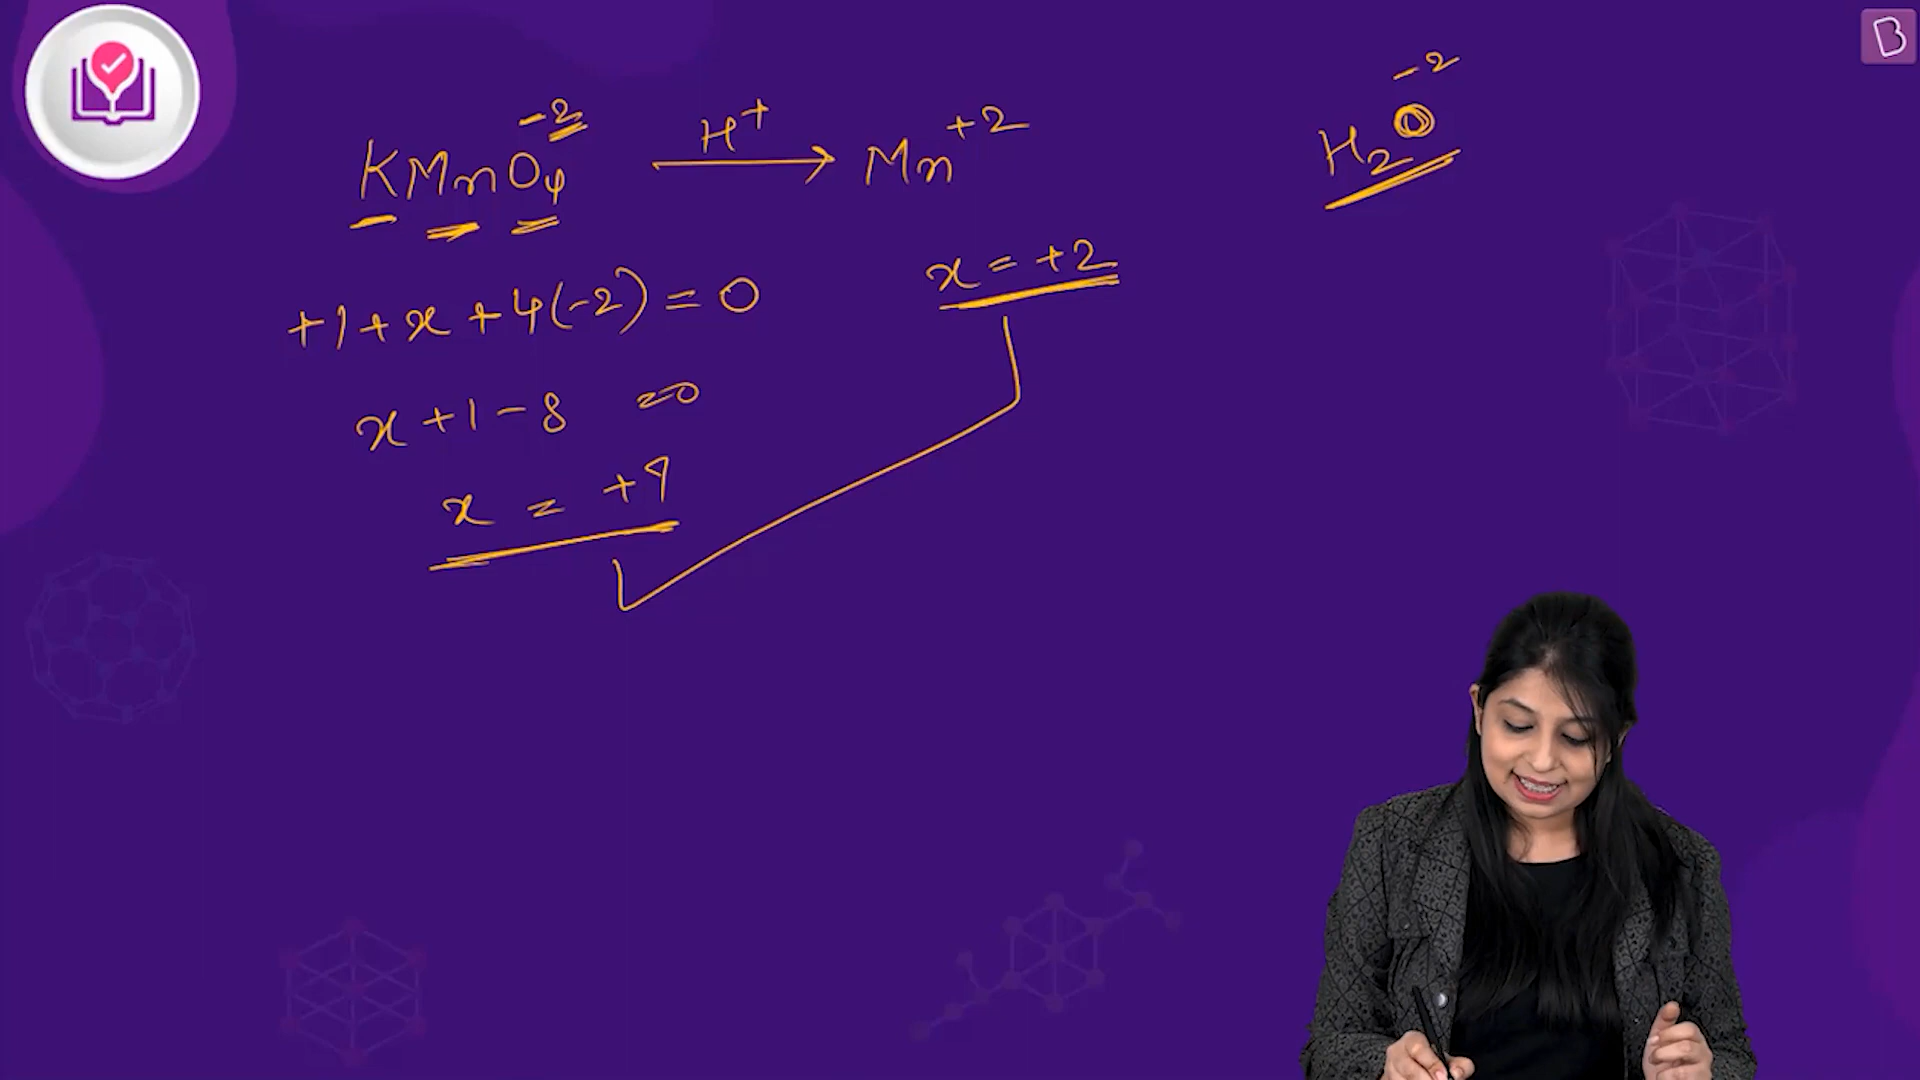 KMnO₄ ⁻² —H⁺→ Mn⁺² H₂O ⁻²
+1+x+4(-2)=0 x = +2
x+1-8 =0
x = +7
B